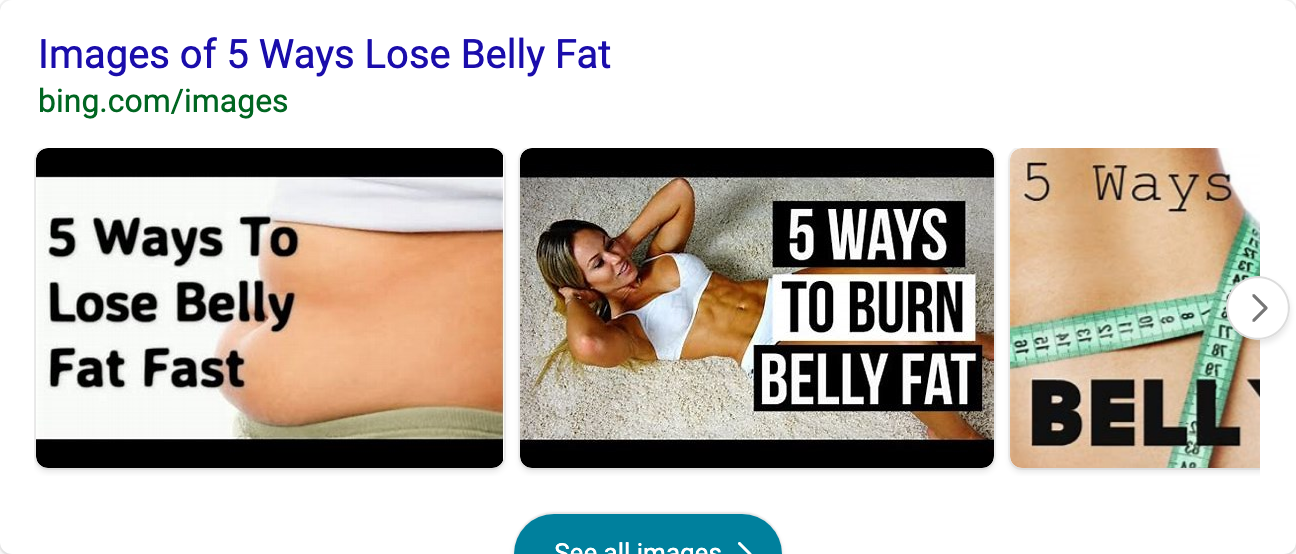 Images of 5 Ways Lose Belly Fat
bing.com/images
5 Ways To
Lose Belly
Fat Fast
5 WAYS
TO BURN
BELLY FAT
5 Ways
BELLY
See all images